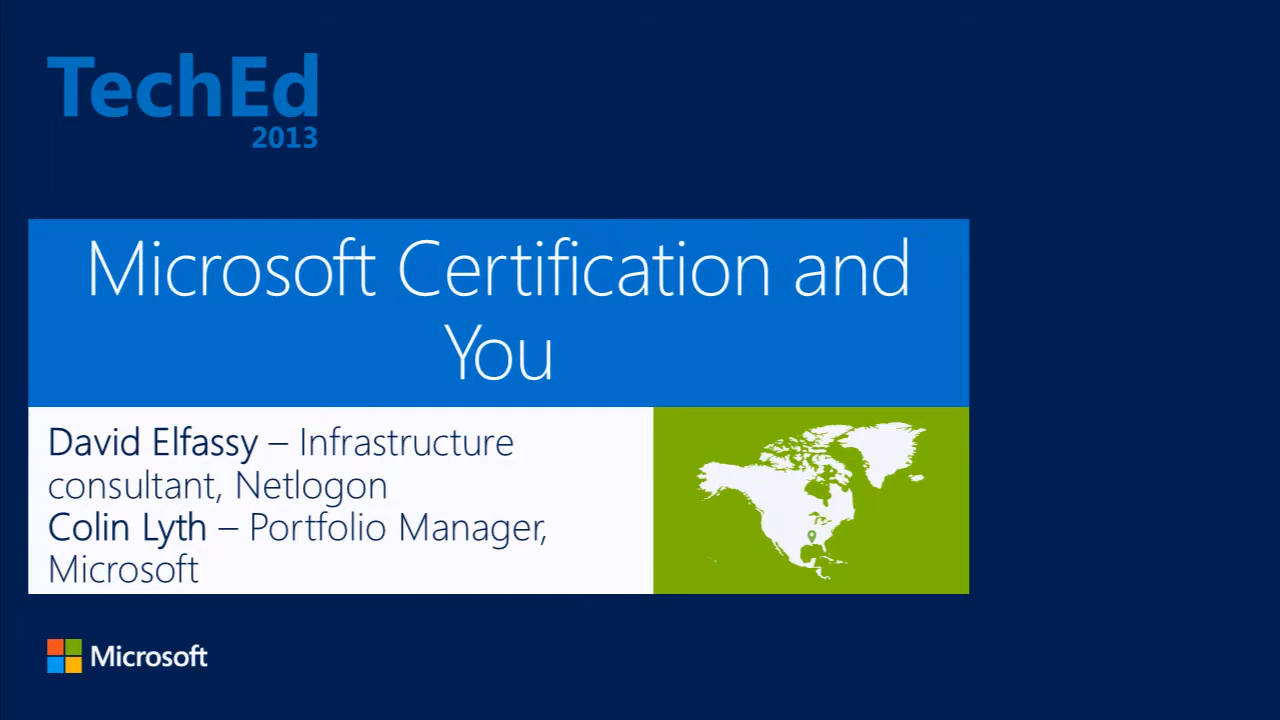 TechEd
2013
Microsoft Certification and
You
David Elfassy – Infrastructure
consultant, Netlogon
Colin Lyth – Portfolio Manager,
Microsoft
Microsoft